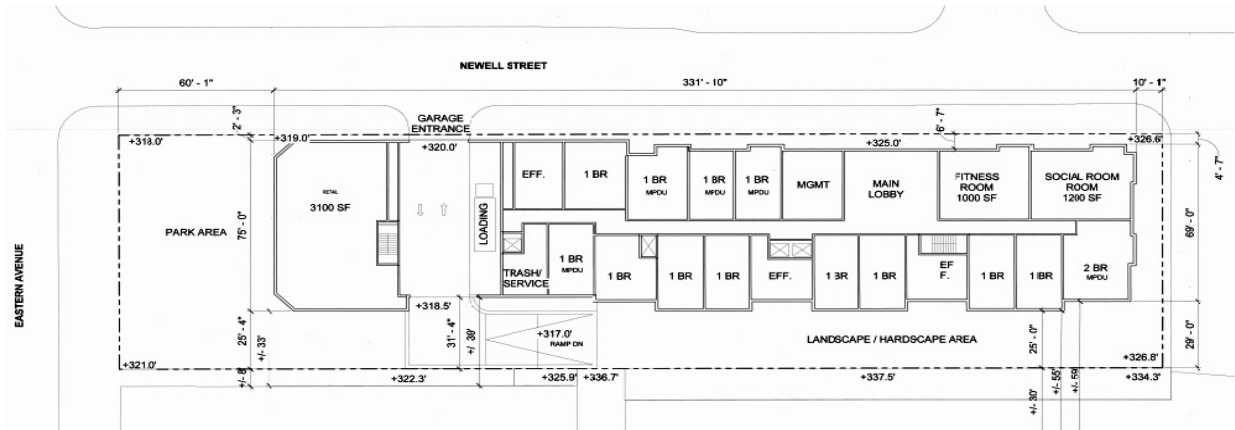 NEWELL STREET
60' - 1"
331' - 10"
10' - 1"
2' - 3"
GARAGE
ENTRANCE
6' - 7"
+318.0'
+319.0'
+320.0'
+325.0'
+326.6'
4' - 7"
EFF.
1 BR
1 BR
MPDU
1 BR
MPDU
1 BR
MPDU
MGMT
MAIN
LOBBY
FITNESS
ROOM
1000 SF
SOCIAL ROOM
ROOM
1200 SF
RETAIL
3100 SF
LOADING
PARK AREA
75' - 0"
69' - 0"
EASTERN AVENUE
TRASH/
SERVICE
1 BR
MPDU
1 BR
1 BR
1 BR
EFF.
1 BR
1 BR
EF
F.
1 BR
1 BR
2 BR
MPDU
+318.5'
+317.0'
RAMP DN
LANDSCAPE / HARDSCAPE AREA
25' - 4"
+/- 33'
31' - 4"
+/- 38'
25' - 0"
29' - 0"
+321.0'
+326.8'
+/- 8'
+322.3'
+325.9'
+336.7'
+337.5'
+334.3'
+/- 30'
+/- 55'
+/- 59'